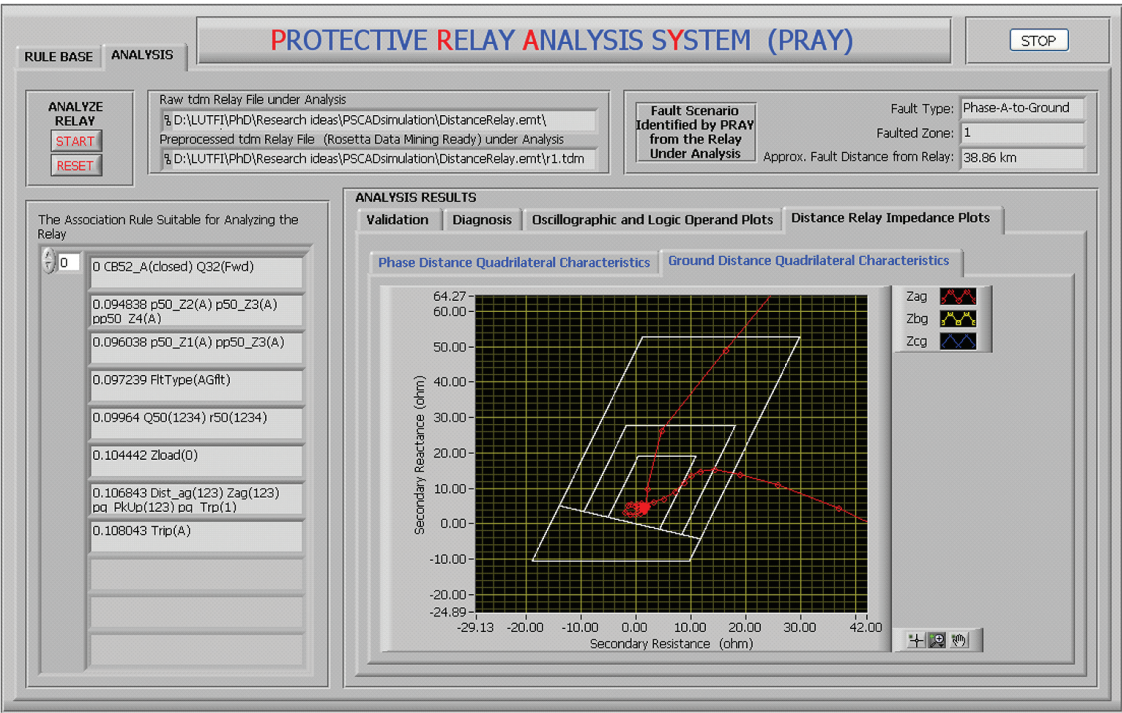 PROTECTIVE RELAY ANALYSIS SYSTEM (PRAY)
STOP
RULE BASE
ANALYSIS
ANALYZE
RELAY
START
RESET
Raw tdm Relay File under Analysis
D:\LUTFI\PhD\Research ideas\PSCADsimulation\DistanceRelay.emt\
Preprocessed tdm Relay File (Rosetta Data Mining Ready) under Analysis
D:\LUTFI\PhD\Research ideas\PSCADsimulation\DistanceRelay.emt\r1.tdm
Fault Scenario
Identified by PRAY
from the Relay
Under Analysis
Fault Type: Phase-A-to-Ground
Faulted Zone: 1
Approx. Fault Distance from Relay: 38.86 km
The Association Rule Suitable for Analyzing the
Relay
0
0 CB52_A(closed) Q32(Fwd)
0.094838 p50_Z2(A) p50_Z3(A)
pp50_Z4(A)
0.096038 p50_Z1(A) pp50_Z3(A)
0.097239 FltType(AGflt)
0.09964 Q50(1234) r50(1234)
0.104442 Zload(0)
0.106843 Dist_ag(123) Zag(123)
pq_PkUp(123) pq_Trp(1)
0.108043 Trip(A)
ANALYSIS RESULTS
Validation
Diagnosis
Oscillographic and Logic Operand Plots
Distance Relay Impedance Plots
Phase Distance Quadrilateral Characteristics
Ground Distance Quadrilateral Characteristics
Secondary Reactance (ohm)
64.27
60.00
50.00
40.00
30.00
20.00
10.00
0.00
-10.00
-20.00
-24.89
-29.13 -20.00 -10.00 0.00 10.00 20.00 30.00 42.00
Secondary Resistance (ohm)
Zag
Zbg
Zcg